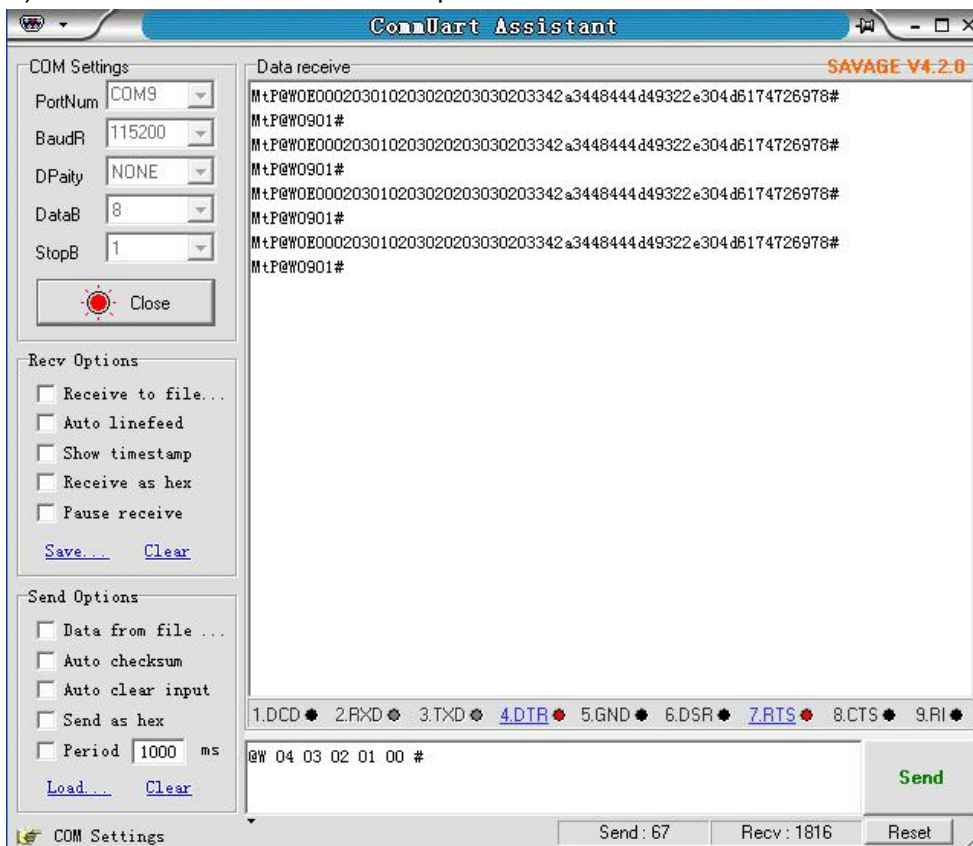 CommUart Assistant
COM Settings
PortNum COM9
BaudR 115200
DPaity NONE
DataB 8
StopB 1
Close
Recv Options
Receive to file...
Auto linefeed
Show timestamp
Receive as hex
Pause receive
Save... Clear
Send Options
Data from file ...
Auto checksum
Auto clear input
Send as hex
Period 1000 ms
Load... Clear
COM Settings
Data receive
SAVAGE V4.2.0
MtP@W0E00020301020302020303020334 2a3448444d49322e304d6174726978#
MtP@W0901#
MtP@W0E000203010203020203030203342a3448444d49322e304d6174726978#
MtP@W0901#
MtP@W0E000203010203020203030203342a3448444d49322e304d6174726978#
MtP@W0901#
MtP@W0E000203010203020203030203342a3448444d49322e304d6174726978#
MtP@W0901#
1.DCD 2.RXD 3.TXD 4.DTR 5.GND 6.DSR 7.RTS 8.CTS 9.RI
@W 04 03 02 01 00 #
Send
Send : 67 Recv : 1816 Reset